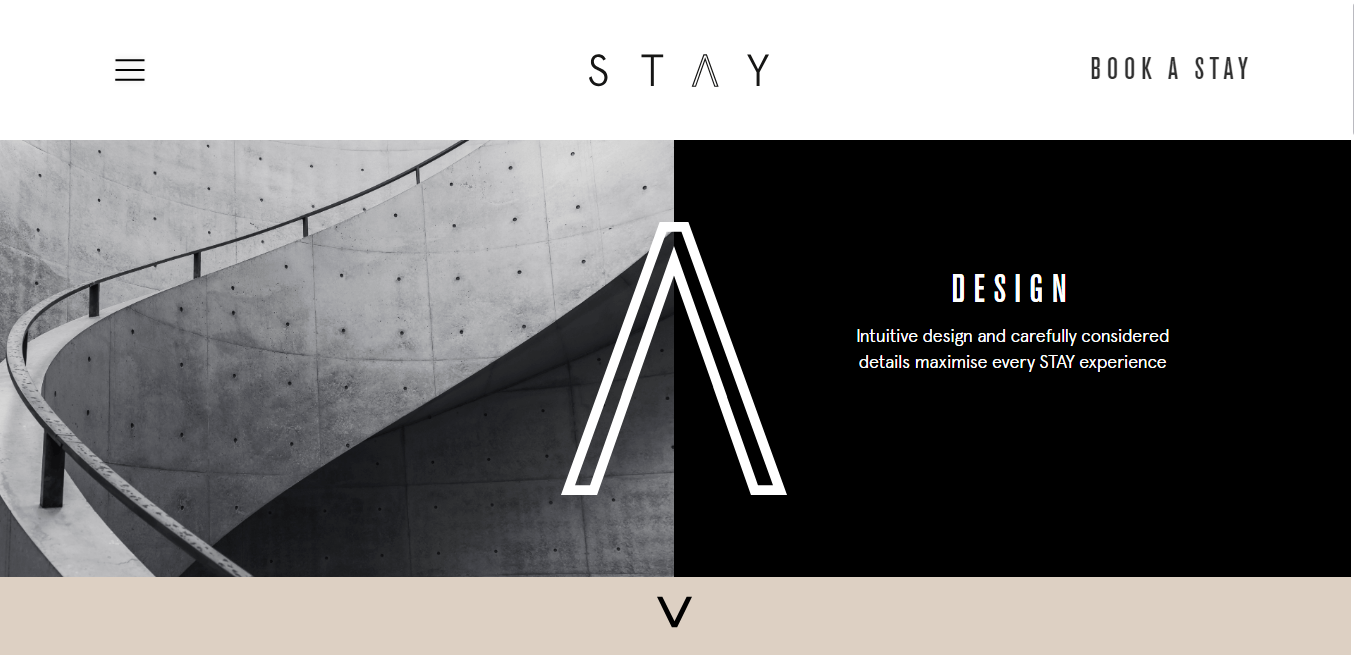 STAY
BOOK A STAY
DESIGN
Intuitive design and carefully considered
details maximise every STAY experience